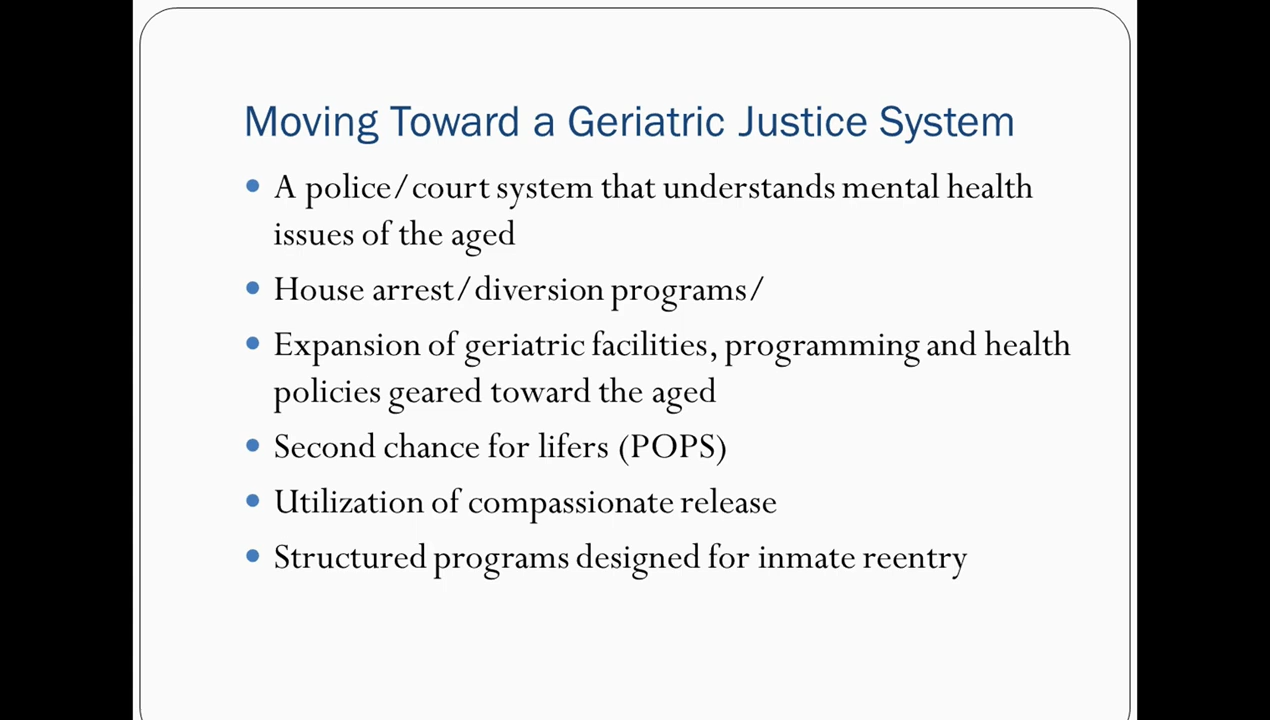 Moving Toward a Geriatric Justice System
• A police/court system that understands mental health
issues of the aged
• House arrest/diversion programs/
• Expansion of geriatric facilities, programming and health
policies geared toward the aged
• Second chance for lifers (POPS)
• Utilization of compassionate release
• Structured programs designed for inmate reentry